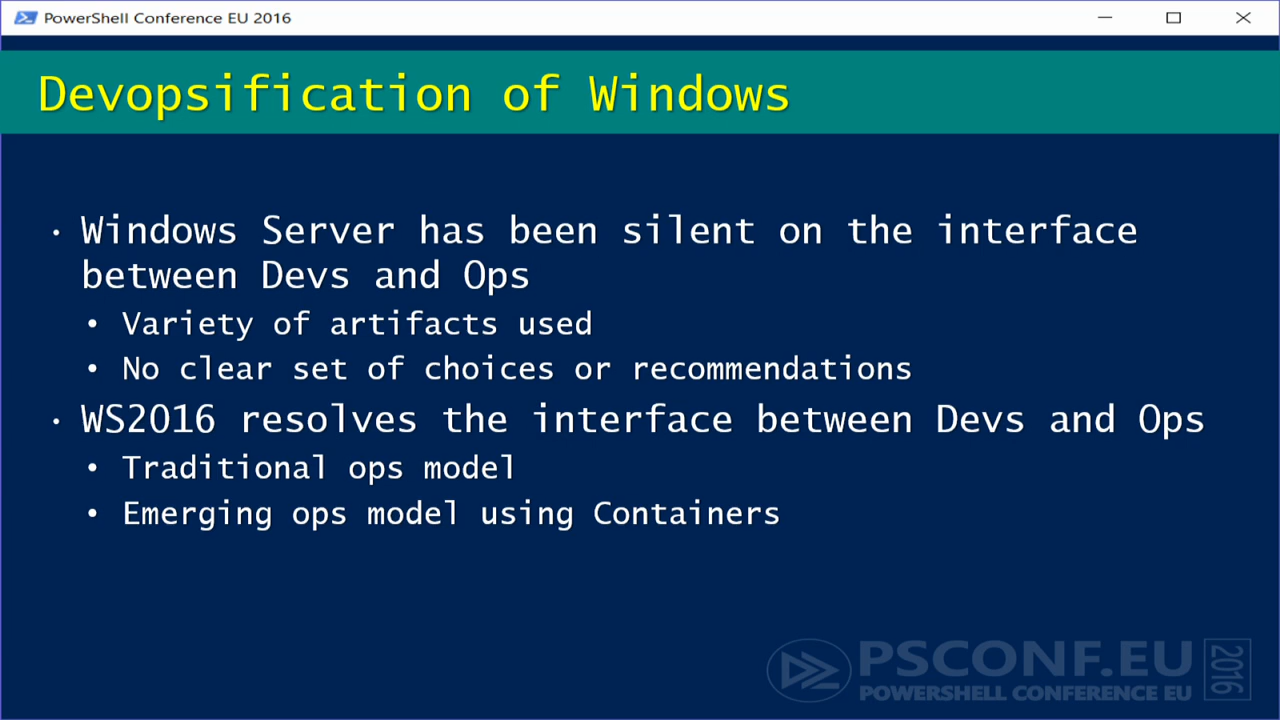 PowerShell Conference EU 2016
Devopsification of Windows
• Windows Server has been silent on the interface
between Devs and Ops
• Variety of artifacts used
• No clear set of choices or recommendations
• WS2016 resolves the interface between Devs and Ops
• Traditional ops model
• Emerging ops model using Containers
PSCONF.EU
POWERSHELL CONFERENCE EU
2016